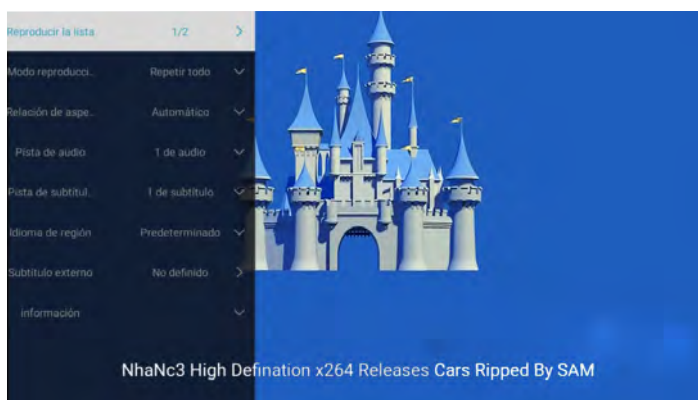 Reproducir la lista 1/2
Modo reproducci.. Repetir todo
Relación de aspe.. Automático
Pista de audio 1 de audio
Pista de subtítul.. 1 de subtítulo
Idioma de región Predeterminado
Subtítulo externo No definido
información
NhaNc3 High Defination x264 Releases Cars Ripped By SAM